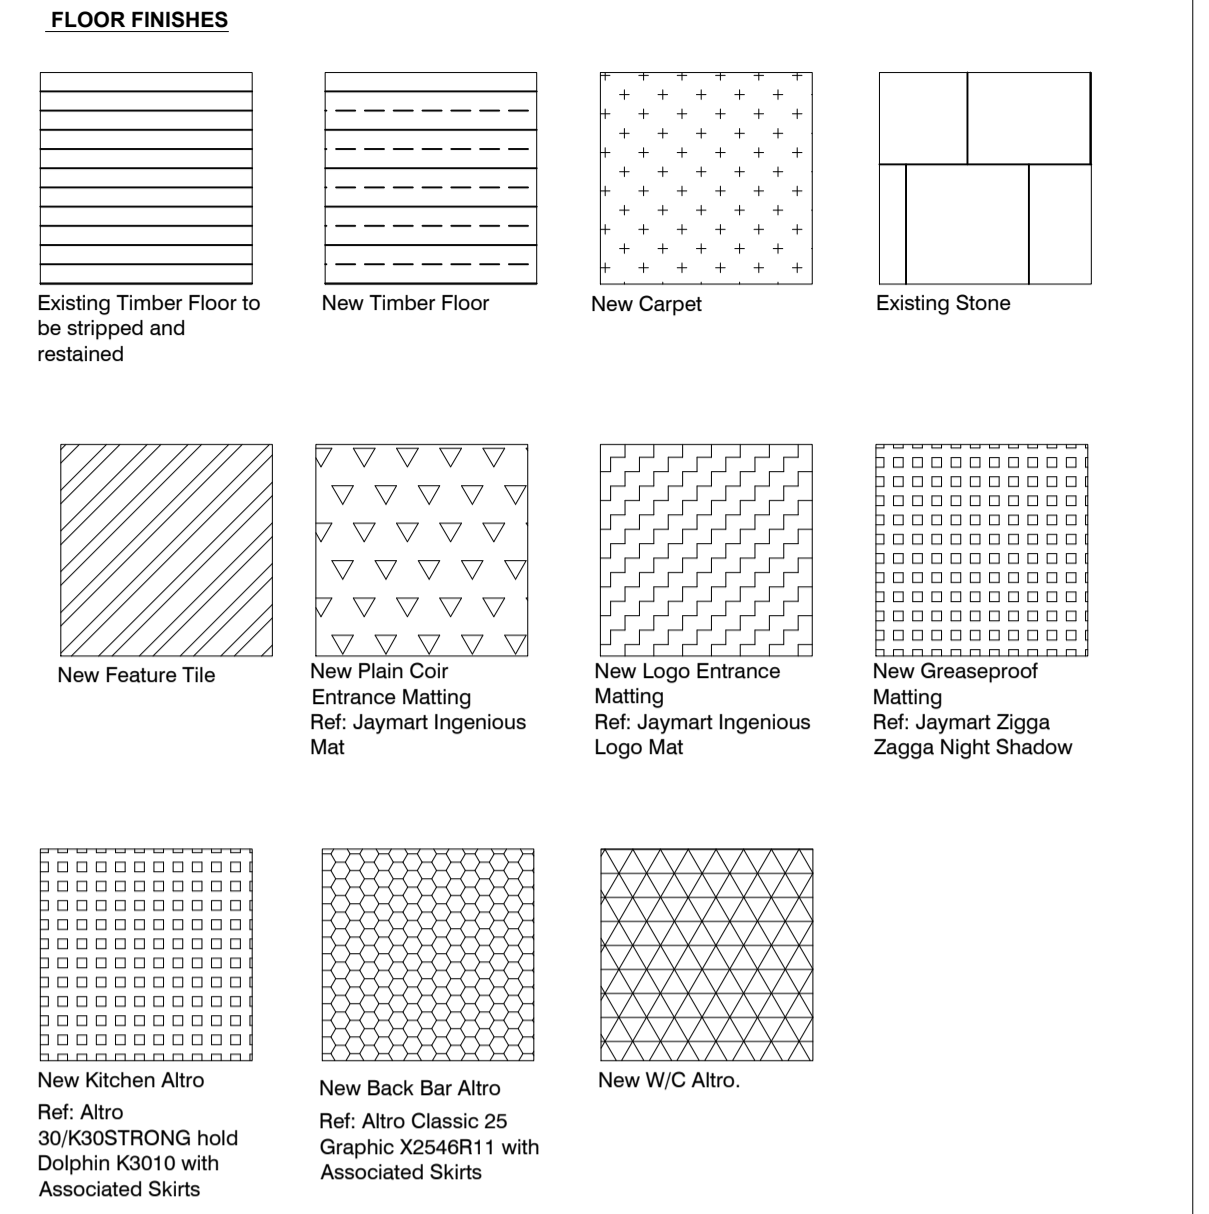 FLOOR FINISHES
Existing Timber Floor to
be stripped and
restained
New Timber Floor
New Carpet
Existing Stone
New Feature Tile
New Plain Coir
Entrance Matting
Ref: Jaymart Ingenious
Mat
New Logo Entrance
Matting
Ref: Jaymart Ingenious
Logo Mat
New Greaseproof
Matting
Ref: Jaymart Zigga
Zagga Night Shadow
New Kitchen Altro
Ref: Altro
30/K30STRONG hold
Dolphin K3010 with
Associated Skirts
New Back Bar Altro
Ref: Altro Classic 25
Graphic X2546R11 with
Associated Skirts
New W/C Altro.